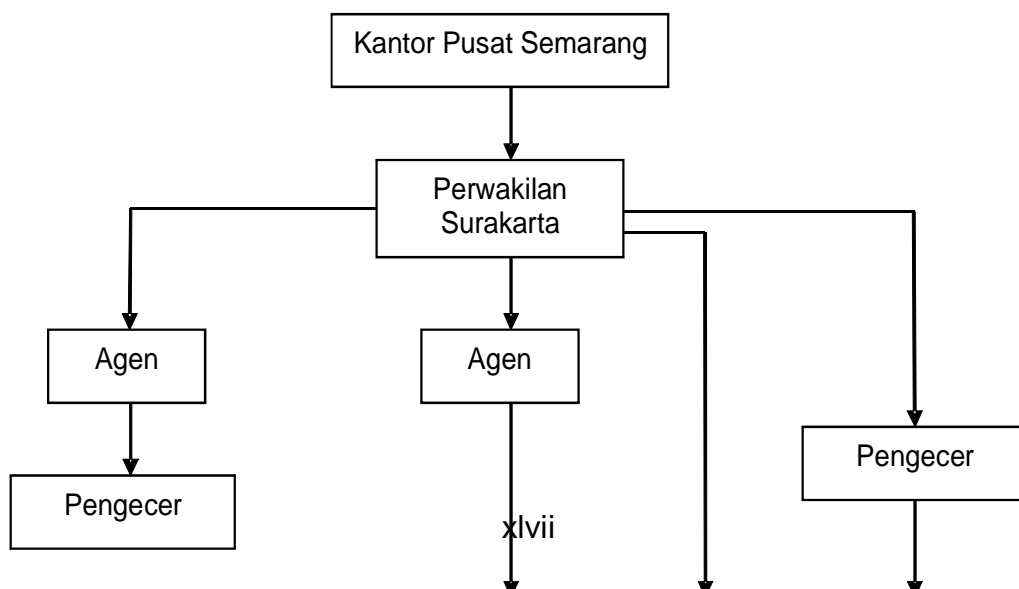 Kantor Pusat Semarang
Perwakilan
Surakarta
Agen
Agen
Pengecer
Pengecer
xlvii